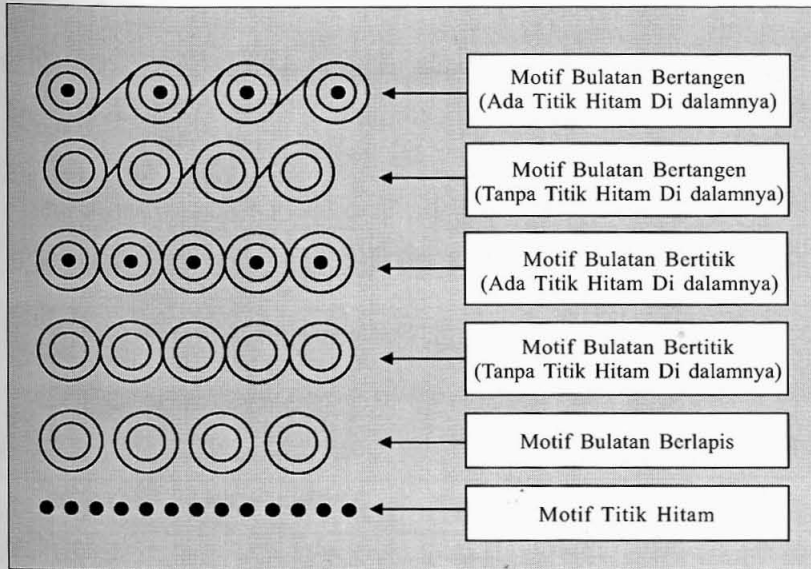 Motif Bulatan Bertangen
(Ada Titik Hitam Di dalamnya)
Motif Bulatan Bertangen
(Tanpa Titik Hitam Di dalamnya)
Motif Bulatan Bertitik
(Ada Titik Hitam Di dalamnya)
Motif Bulatan Bertitik
(Tanpa Titik Hitam Di dalamnya)
Motif Bulatan Berlapis
Motif Titik Hitam